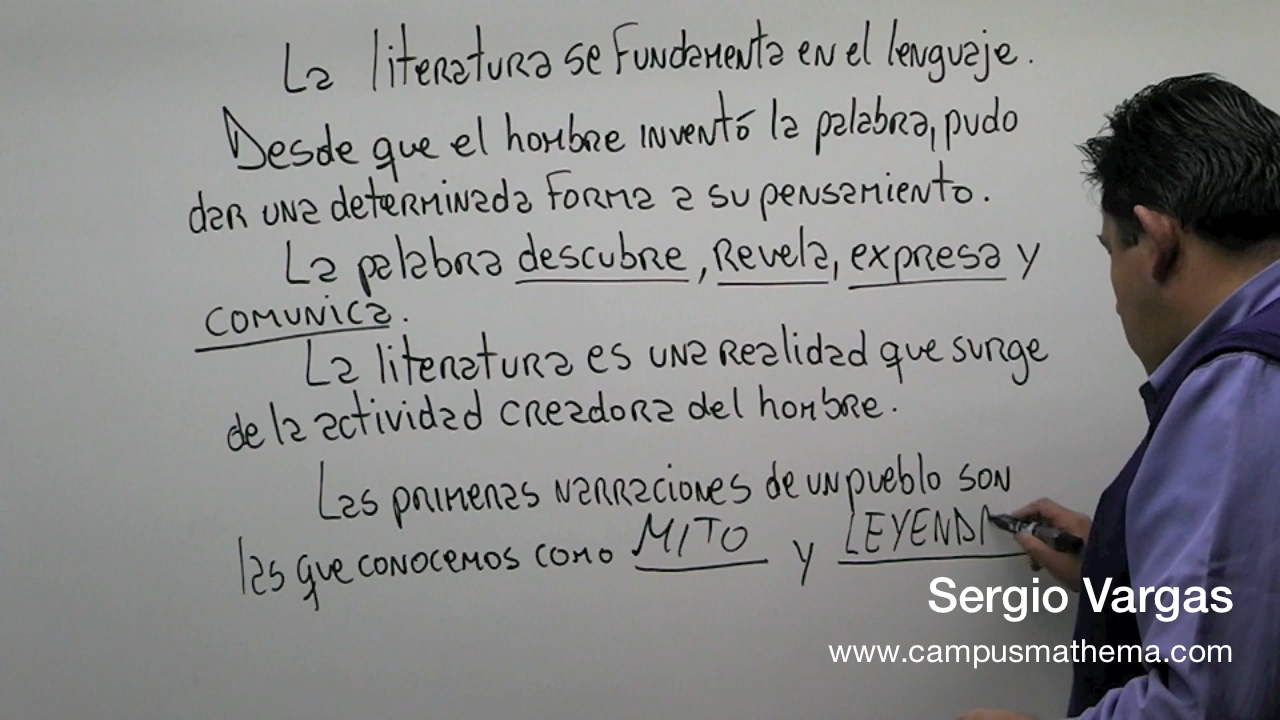 La literatura se fundamenta en el lenguaje.
Desde que el hombre inventó la palabra, pudo
dar una determinada forma a su pensamiento.
La palabra descubre, revela, expresa y
comunica.
La literatura es una realidad que surge
de la actividad creadora del hombre.
Las primeras narraciones de un pueblo son
las que conocemos como MITO y LEYENDA
Sergio Vargas
www.campusmathema.com